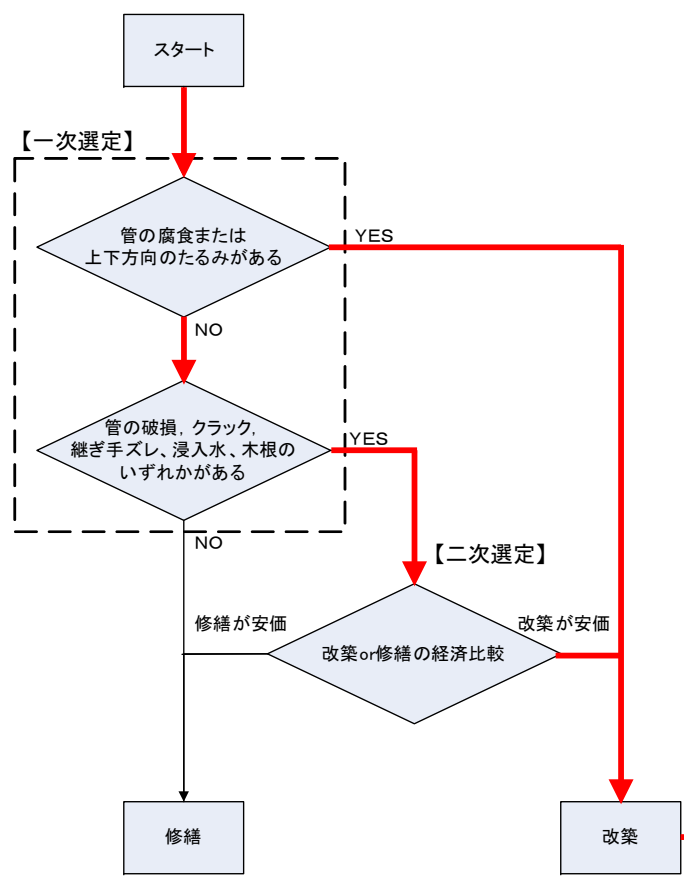 スタート
【一次選定】
管の腐食または
上下方向のたるみがある
YES
NO
管の破損,クラック,
継ぎ手ズレ、浸入水、木根の
いずれかがある
YES
NO
【二次選定】
修繕が安価
改築が安価
改築or修繕の経済比較
修繕
改築